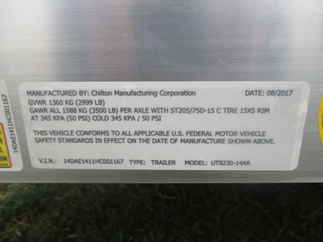 MANUFACTURED BY: Chilton Manufacturing Corporation DATE: 08/2017
GVWR 1360 KG (2999 LB)
GAWR ALL 1588 KG (3500 LB) PER AXLE WITH ST205/75D-15 C TIRE 15X5 RIM
AT 345 KPA (50 PSI) COLD 345 KPA / 50 PSI
THIS VEHICLE CONFORMS TO ALL APPLICABLE U.S. FEDERAL MOTOR VEHICLE
SAFETY STANDARDS IN EFFECT ON THE DATE OF MANUFACTURE SHOWN ABOVE.
V.I.N.: TYPE: TRAILER MODEL: